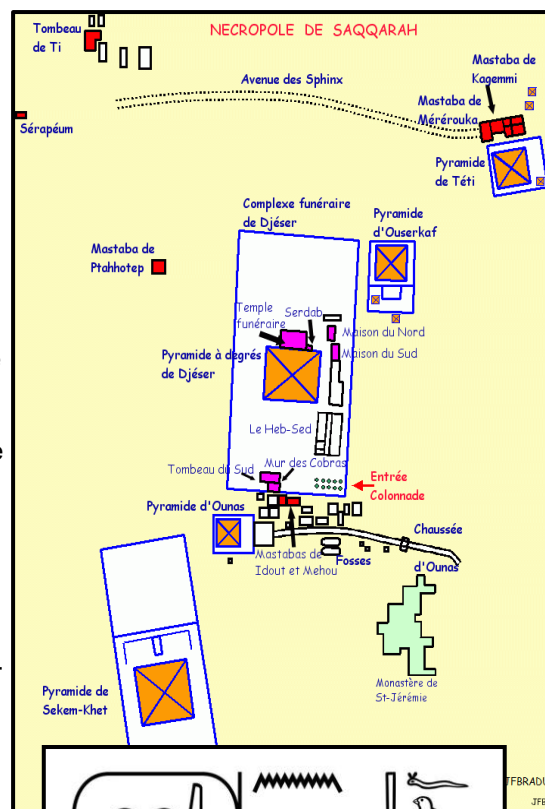 NECROPOLE DE SAQQARAH
Tombeau
de Ti
Mastaba de
Kagemmi
Avenue des Sphinx
Mastaba de
Mérérouka
Sérapéum
Pyramide
de Téti
Complexe funéraire
de Djéser
Pyramide
d'Ouserkaf
Mastaba de
Ptahhotep
Temple
funéraire
Serdab
Maison du Nord
Maison du Sud
Pyramide à degrés
de Djéser
Le Heb-Sed
Tombeau du Sud
Mur des Cobras
Entrée
Colonnade
Pyramide d'Ounas
Chaussée
d'Ounas
Mastabas de
Idout et Mehou
Fosses
Monastère de
St-Jérémie
Pyramide de
Sekem-Khet